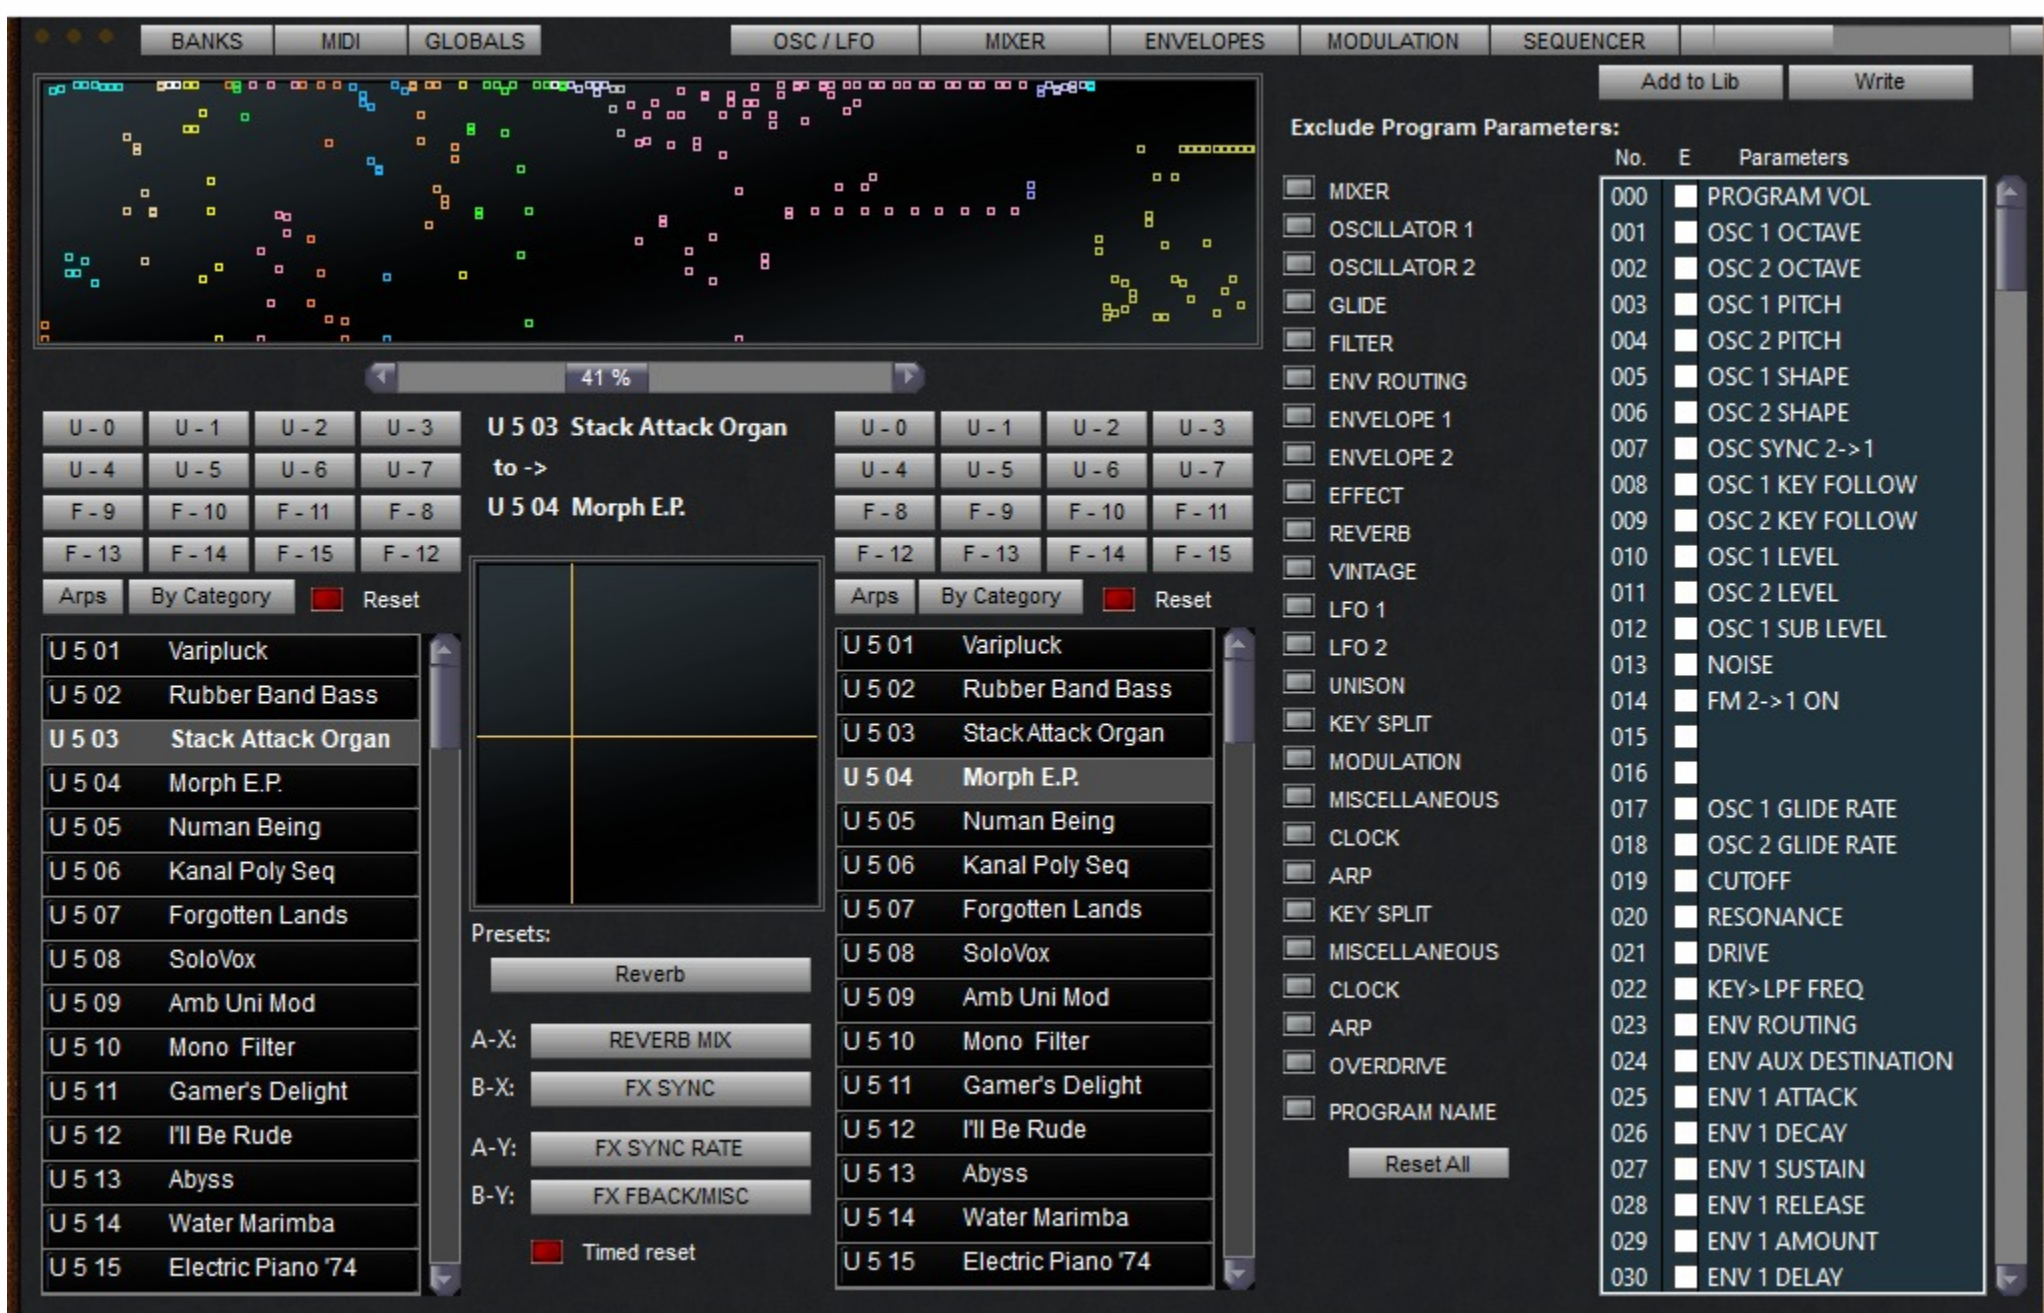 BANKS MIDI GLOBALS OSC / LFO MIXER ENVELOPES MODULATION SEQUENCER
Add to Lib Write
Exclude Program Parameters:
No. E Parameters
41 %
U - 0 U - 1 U - 2 U - 3
U - 4 U - 5 U - 6 U - 7
F - 9 F - 10 F - 11 F - 8
F - 13 F - 14 F - 15 F - 12
Arps By Category Reset
U 5 01 Varipluck
U 5 02 Rubber Band Bass
U 5 03 Stack Attack Organ
U 5 04 Morph E.P.
U 5 05 Numan Being
U 5 06 Kanal Poly Seq
U 5 07 Forgotten Lands
U 5 08 SoloVox
U 5 09 Amb Uni Mod
U 5 10 Mono Filter
U 5 11 Gamer's Delight
U 5 12 I'll Be Rude
U 5 13 Abyss
U 5 14 Water Marimba
U 5 15 Electric Piano '74
U 5 03 Stack Attack Organ
to ->
U 5 04 Morph E.P.
Presets:
Reverb
A-X: REVERB MIX
B-X: FX SYNC
A-Y: FX SYNC RATE
B-Y: FX FBACK/MISC
Timed reset
U - 0 U - 1 U - 2 U - 3
U - 4 U - 5 U - 6 U - 7
F - 8 F - 9 F - 10 F - 11
F - 12 F - 13 F - 14 F - 15
Arps By Category Reset
U 5 01 Varipluck
U 5 02 Rubber Band Bass
U 5 03 Stack Attack Organ
U 5 04 Morph E.P.
U 5 05 Numan Being
U 5 06 Kanal Poly Seq
U 5 07 Forgotten Lands
U 5 08 SoloVox
U 5 09 Amb Uni Mod
U 5 10 Mono Filter
U 5 11 Gamer's Delight
U 5 12 I'll Be Rude
U 5 13 Abyss
U 5 14 Water Marimba
U 5 15 Electric Piano '74
MIXER
OSCILLATOR 1
OSCILLATOR 2
GLIDE
FILTER
ENV ROUTING
ENVELOPE 1
ENVELOPE 2
EFFECT
REVERB
VINTAGE
LFO 1
LFO 2
UNISON
KEY SPLIT
MODULATION
MISCELLANEOUS
CLOCK
ARP
KEY SPLIT
MISCELLANEOUS
CLOCK
ARP
OVERDRIVE
PROGRAM NAME
Reset All
000 PROGRAM VOL
001 OSC 1 OCTAVE
002 OSC 2 OCTAVE
003 OSC 1 PITCH
004 OSC 2 PITCH
005 OSC 1 SHAPE
006 OSC 2 SHAPE
007 OSC SYNC 2->1
008 OSC 1 KEY FOLLOW
009 OSC 2 KEY FOLLOW
010 OSC 1 LEVEL
011 OSC 2 LEVEL
012 OSC 1 SUB LEVEL
013 NOISE
014 FM 2->1 ON
015
016
017 OSC 1 GLIDE RATE
018 OSC 2 GLIDE RATE
019 CUTOFF
020 RESONANCE
021 DRIVE
022 KEY>LPF FREQ
023 ENV ROUTING
024 ENV AUX DESTINATION
025 ENV 1 ATTACK
026 ENV 1 DECAY
027 ENV 1 SUSTAIN
028 ENV 1 RELEASE
029 ENV 1 AMOUNT
030 ENV 1 DELAY